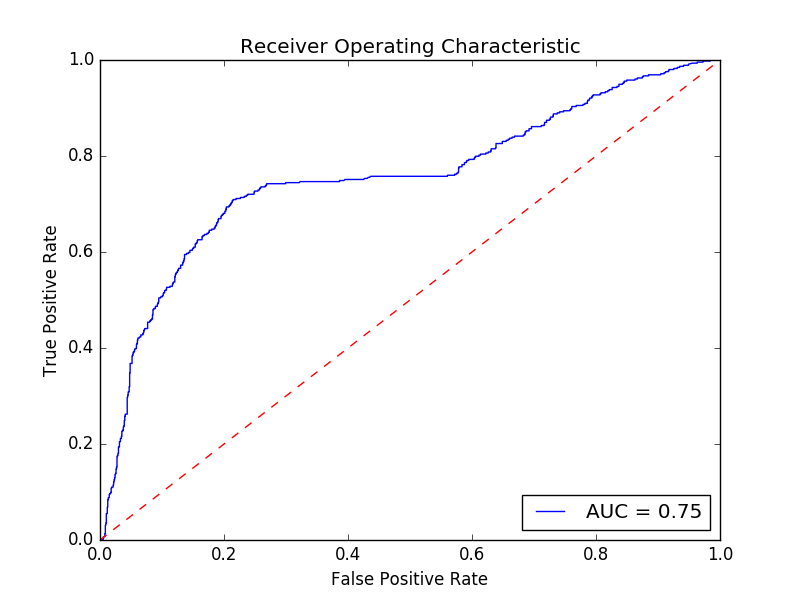 Receiver Operating Characteristic
1.0
0.8
0.6
0.4
0.2
0.0
True Positive Rate
AUC = 0.75
0.0 0.2 0.4 0.6 0.8 1.0
False Positive Rate